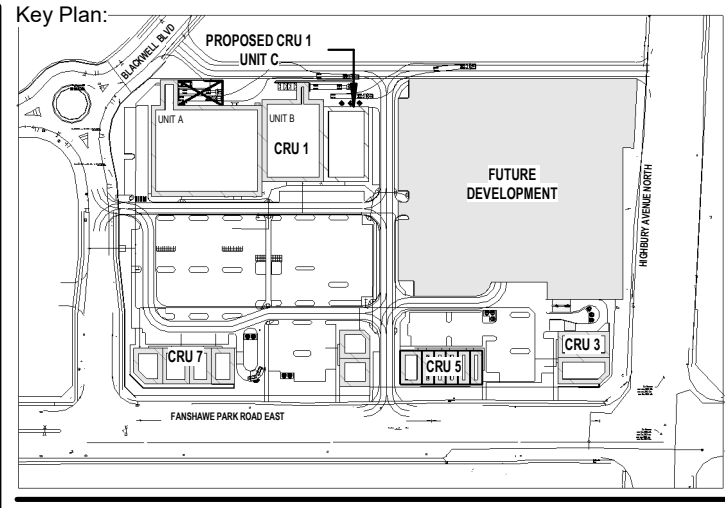 Key Plan:
BLACKWELL BLVD
PROPOSED CRU 1
UNIT C
UNIT A
UNIT B
CRU 1
FUTURE
DEVELOPMENT
HIGHBURY AVENUE NORTH
CRU 7
CRU 5
CRU 3
FANSHAWE PARK ROAD EAST